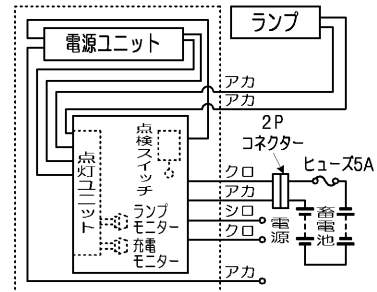 電源ユニット
ランプ
アカ
アカ
2P
コネクター
ヒューズ5A
点検スイッチ
点灯ユニット
クロ
アカ
シロ
クロ
電源
蓄電池
ランプ
モニター
充電
モニター
アカ